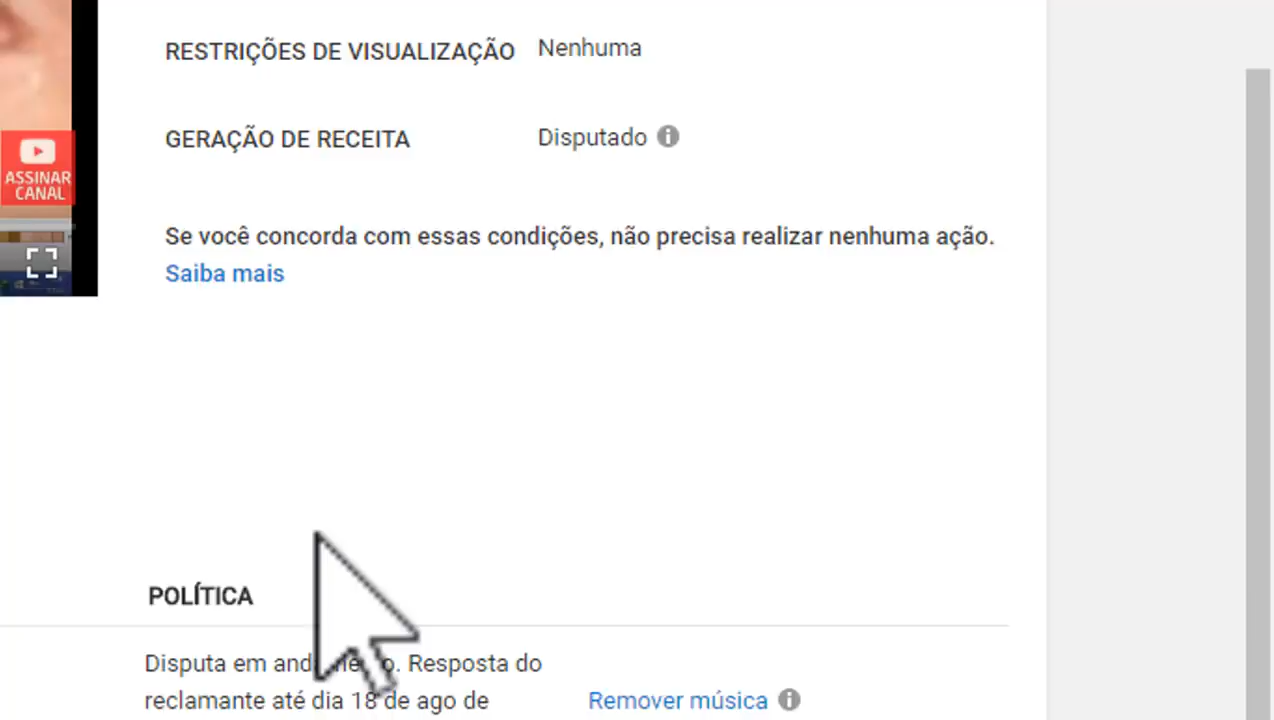 RESTRIÇÕES DE VISUALIZAÇÃO Nenhuma
GERAÇÃO DE RECEITA Disputado
ASSINAR
CANAL
Se você concorda com essas condições, não precisa realizar nenhuma ação.
Saiba mais
POLÍTICA
Disputa em andamento. Resposta do
reclamante até dia 18 de ago de
Remover música